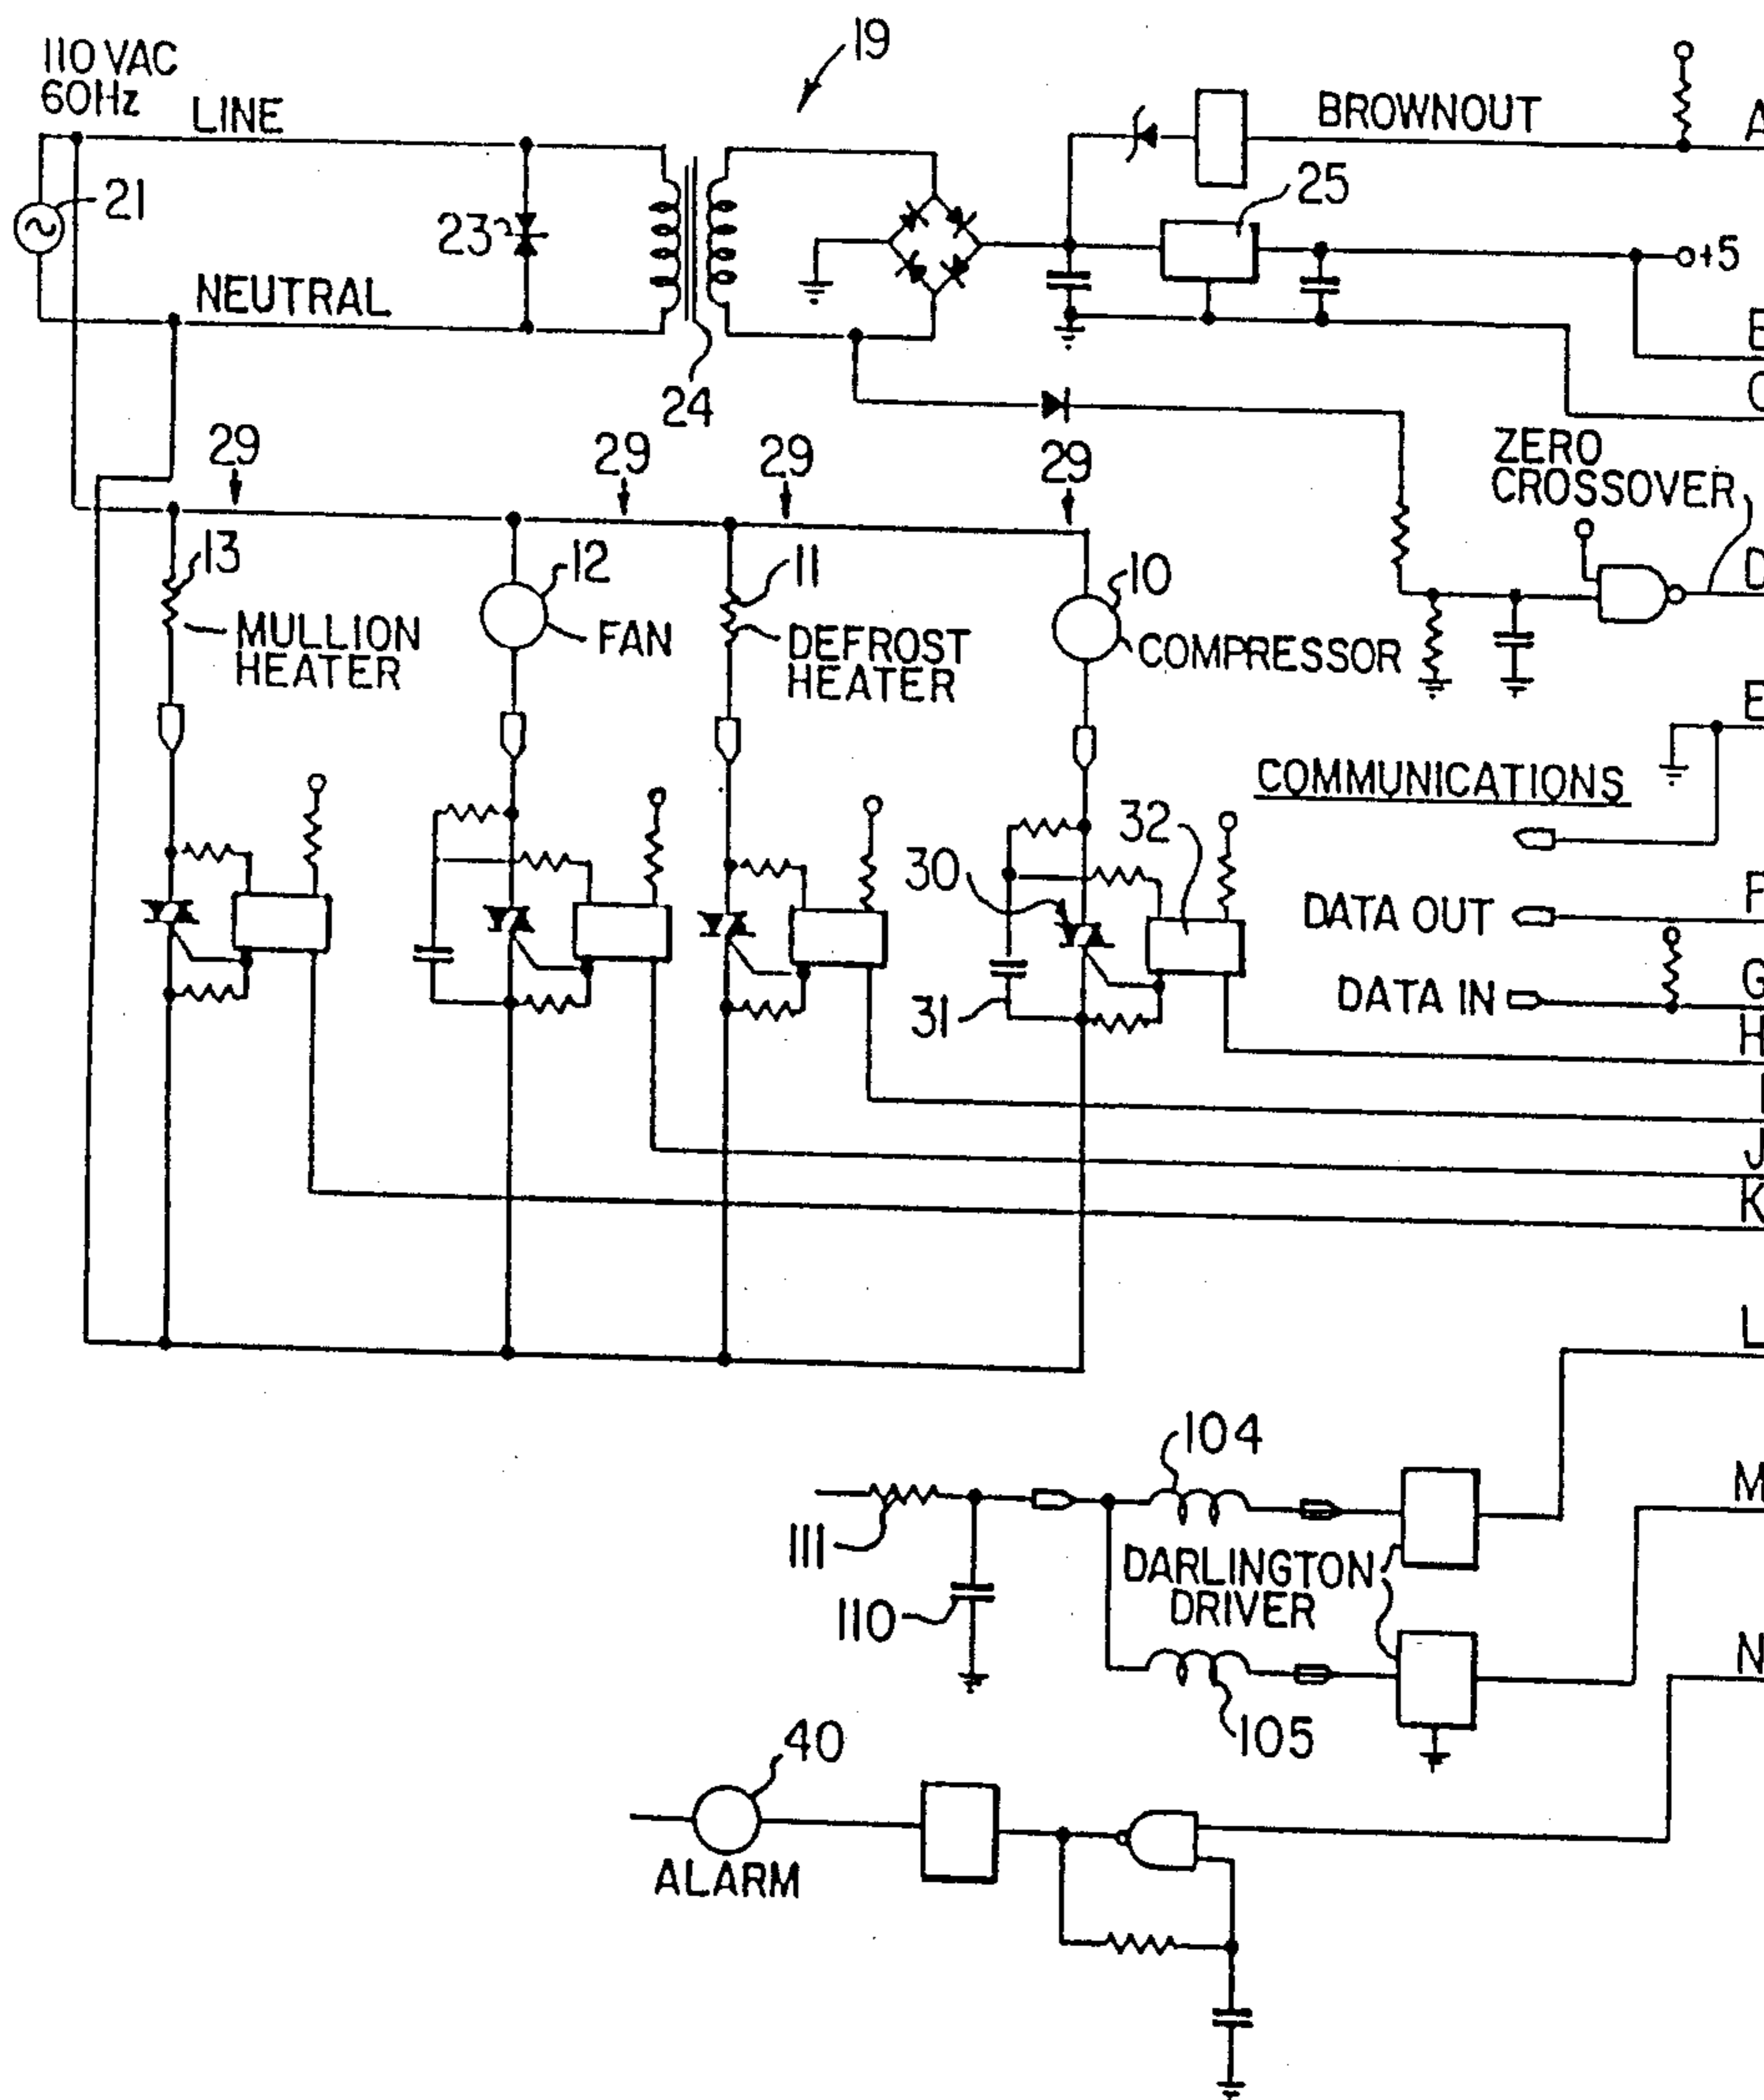 110 VAC
60Hz
LINE
19
BROWNOUT
A
21
23
25
+5
NEUTRAL
24
B
C
29
29
29
29
ZERO
CROSSOVER
D
13
12
11
10
MULLION
HEATER
FAN
DEFROST
HEATER
COMPRESSOR
E
COMMUNICATIONS
30
32
DATA OUT
F
DATA IN
G
31
H
I
J
K
L
104
M
111
DARLINGTON
DRIVER
110
N
105
40
ALARM